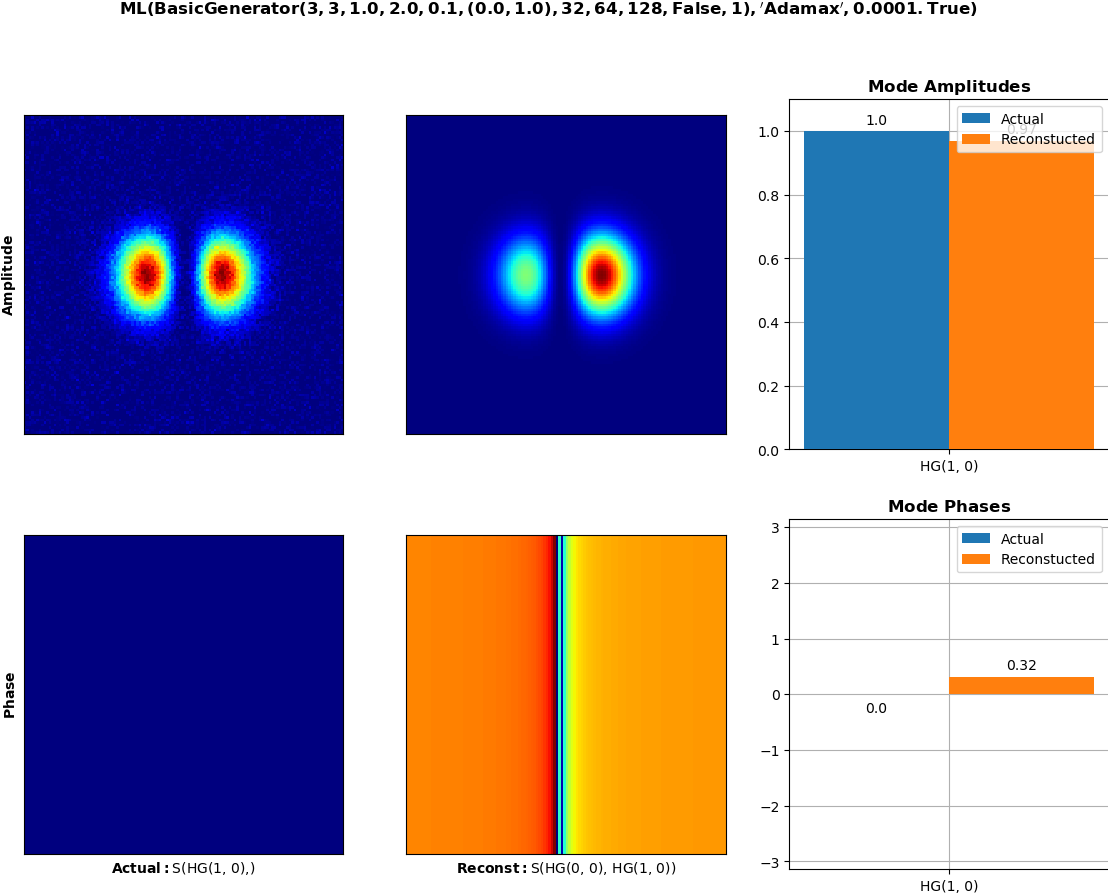 ML(BasicGenerator(3, 3, 1.0, 2.0, 0.1, (0.0, 1.0), 32, 64, 128, False, 1), ′Adamax′, 0.0001. True)
Mode Amplitudes
Actual
Reconstucted
1.0
0.97
1.0
0.8
0.6
0.4
0.2
0.0
HG(1, 0)
Amplitude
Mode Phases
Actual
Reconstucted
3
2
1
0
−1
−2
−3
0.32
0.0
HG(1, 0)
Phase
Actual: S(HG(1, 0),)
Reconst: S(HG(0, 0), HG(1, 0))